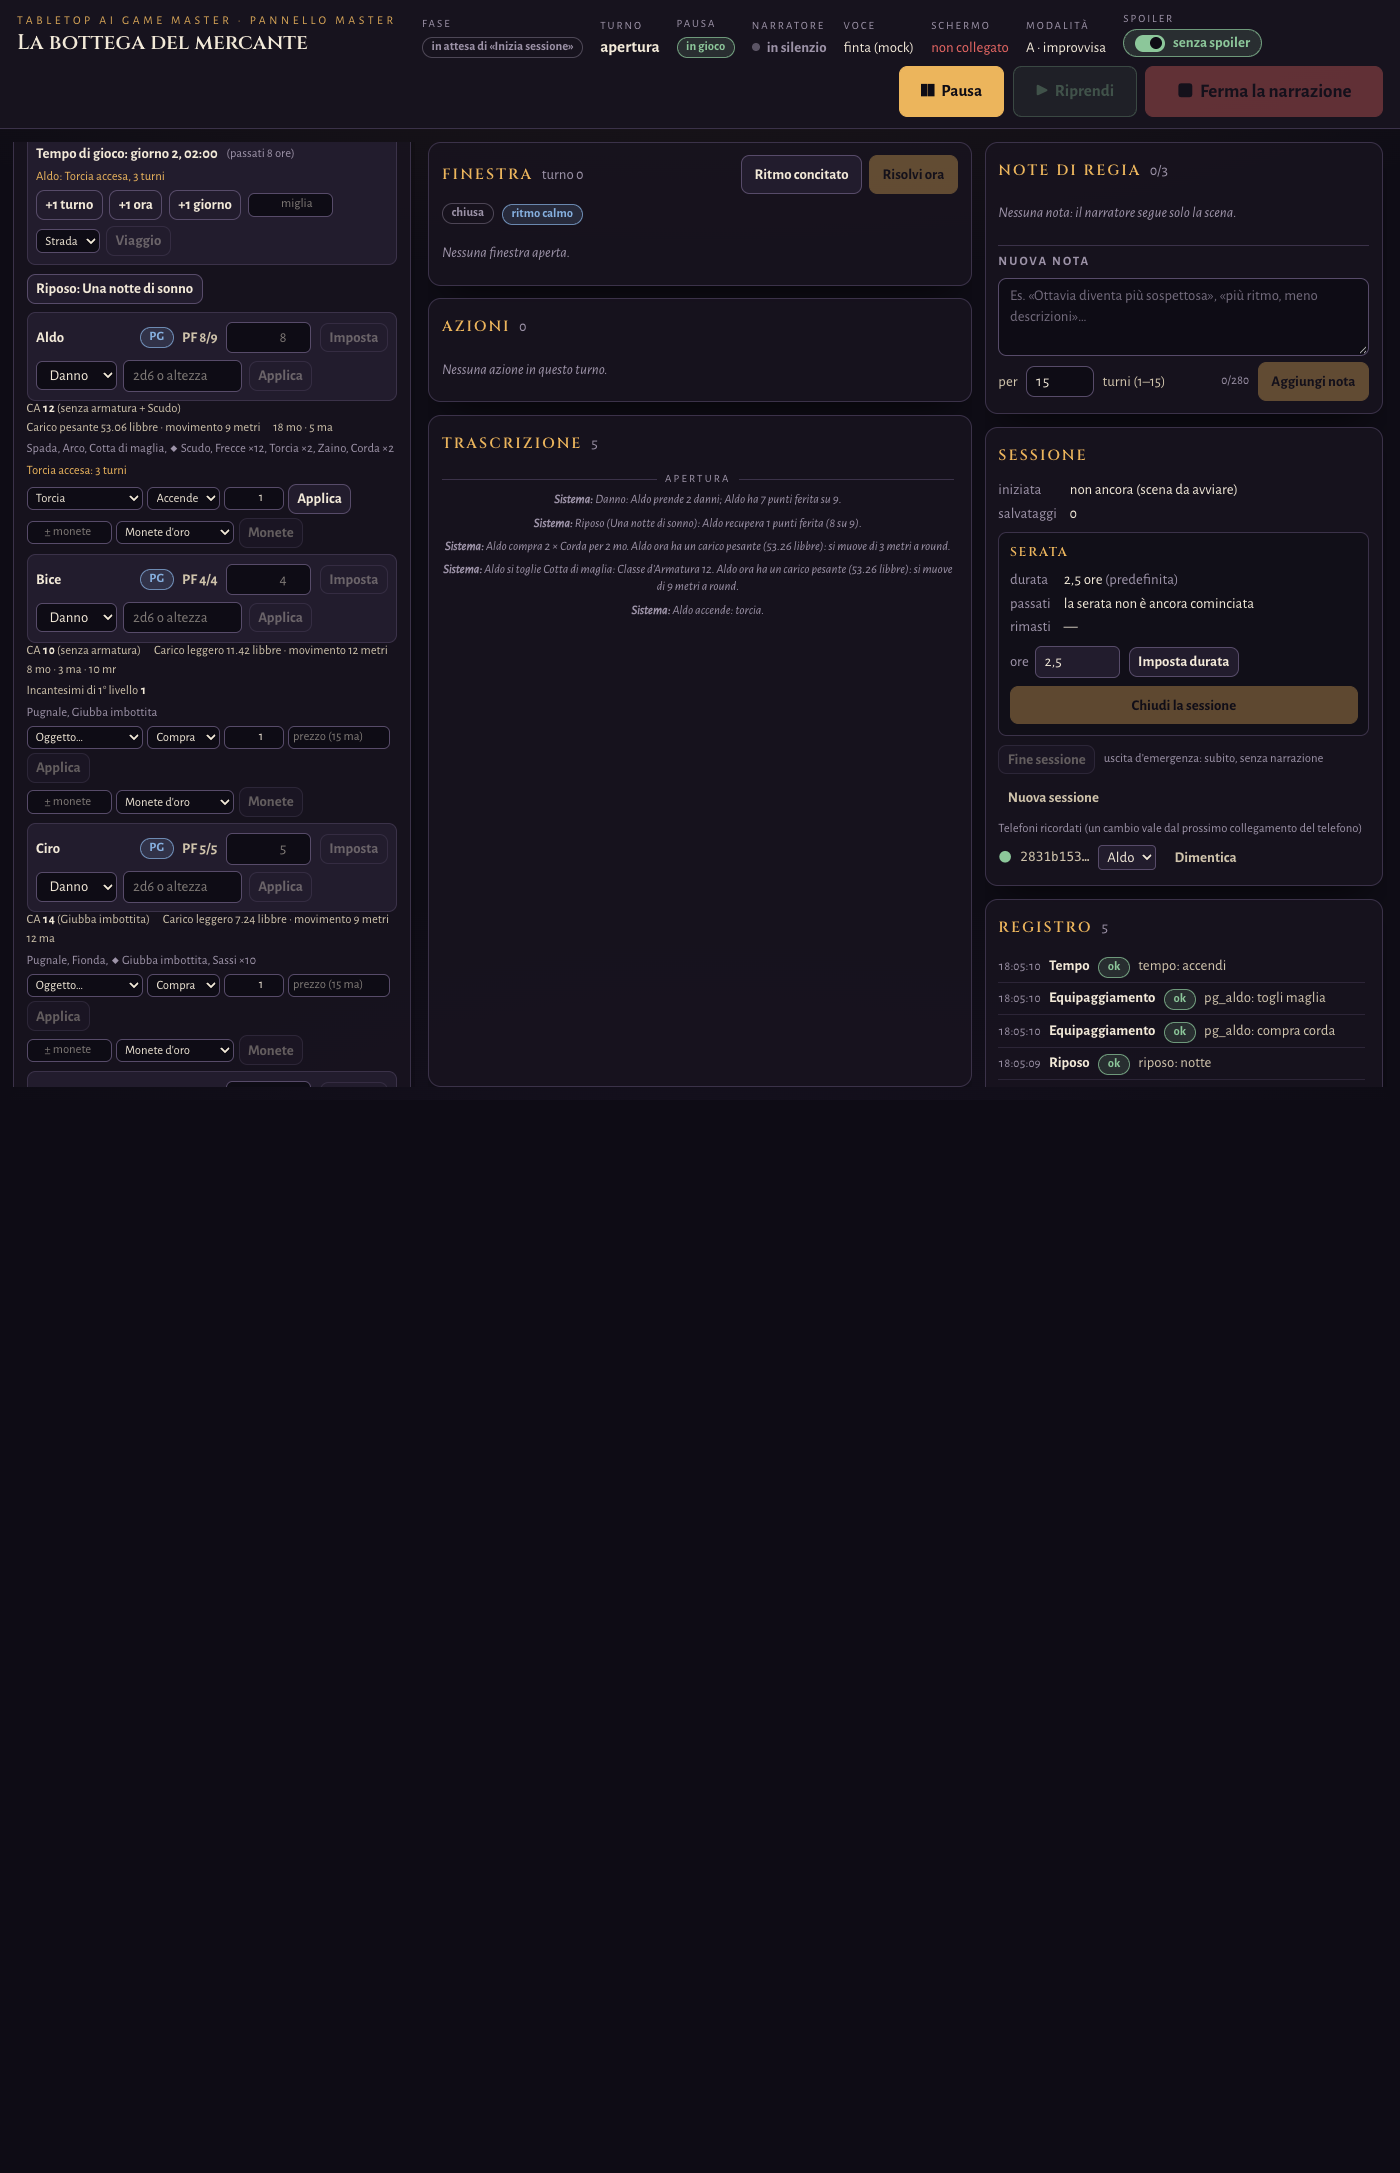 TABLETOP AI GAME MASTER · PANNELLO MASTER
La bottega del mercante
FASE
in attesa di «Inizia sessione»
TURNO
apertura
PAUSA
in gioco
NARRATORE
in silenzio
VOCE
finta (mock)
SCHERMO
non collegato
MODALITÀ
A · improvvisa
SPOILER
senza spoiler
Pausa
Riprendi
Ferma la narrazione
Tempo di gioco: giorno 2, 02:00 (passati 8 ore)
Aldo: Torcia accesa, 3 turni
+1 turno +1 ora +1 giorno miglia
Strada Viaggio
Riposo: Una notte di sonno
Aldo PG PF 8/9 8 Imposta
Danno 2d6 o altezza Applica
CA 12 (senza armatura + Scudo)
Carico pesante 53.06 libbre · movimento 9 metri 18 mo · 5 ma
Spada, Arco, Cotta di maglia, ◆ Scudo, Frecce ×12, Torcia ×2, Zaino, Corda ×2
Torcia accesa: 3 turni
Torcia Accende 1 Applica
± monete Monete d'oro Monete
Bice PG PF 4/4 4 Imposta
Danno 2d6 o altezza Applica
CA 10 (senza armatura) Carico leggero 11.42 libbre · movimento 12 metri
8 mo · 3 ma · 10 mr
Incantesimi di 1° livello 1
Pugnale, Giubba imbottita
Oggetto… Compra 1 prezzo (15 ma)
Applica
± monete Monete d'oro Monete
Ciro PG PF 5/5 5 Imposta
Danno 2d6 o altezza Applica
CA 14 (Giubba imbottita) Carico leggero 7.24 libbre · movimento 9 metri
12 ma
Pugnale, Fionda, ◆ Giubba imbottita, Sassi ×10
Oggetto… Compra 1 prezzo (15 ma)
Applica
± monete Monete d'oro Monete
FINESTRA turno 0
Ritmo concitato Risolvi ora
chiusa ritmo calmo
Nessuna finestra aperta.
AZIONI 0
Nessuna azione in questo turno.
TRASCRIZIONE 5
APERTURA
Sistema: Danno: Aldo prende 2 danni; Aldo ha 7 punti ferita su 9.
Sistema: Riposo (Una notte di sonno): Aldo recupera 1 punti ferita (8 su 9).
Sistema: Aldo compra 2 × Corda per 2 mo. Aldo ora ha un carico pesante (53.26 libbre): si muove di 3 metri a round.
Sistema: Aldo si toglie Cotta di maglia: Classe d'Armatura 12. Aldo ora ha un carico pesante (53.26 libbre): si muove
di 9 metri a round.
Sistema: Aldo accende: torcia.
NOTE DI REGIA 0/3
Nessuna nota: il narratore segue solo la scena.
NUOVA NOTA
Es. «Ottavia diventa più sospettosa», «più ritmo, meno
descrizioni»…
per 15 turni (1–15) 0/280 Aggiungi nota
SESSIONE
iniziata non ancora (scena da avviare)
salvataggi 0
SERATA
durata 2,5 ore (predefinita)
passati la serata non è ancora cominciata
rimasti —
ore 2,5 Imposta durata
Chiudi la sessione
Fine sessione uscita d'emergenza: subito, senza narrazione
Nuova sessione
Telefoni ricordati (un cambio vale dal prossimo collegamento del telefono)
2831b153… Aldo Dimentica
REGISTRO 5
18:05:10 Tempo ok tempo: accendi
18:05:10 Equipaggiamento ok pg_aldo: togli maglia
18:05:10 Equipaggiamento ok pg_aldo: compra corda
18:05:09 Riposo ok riposo: notte